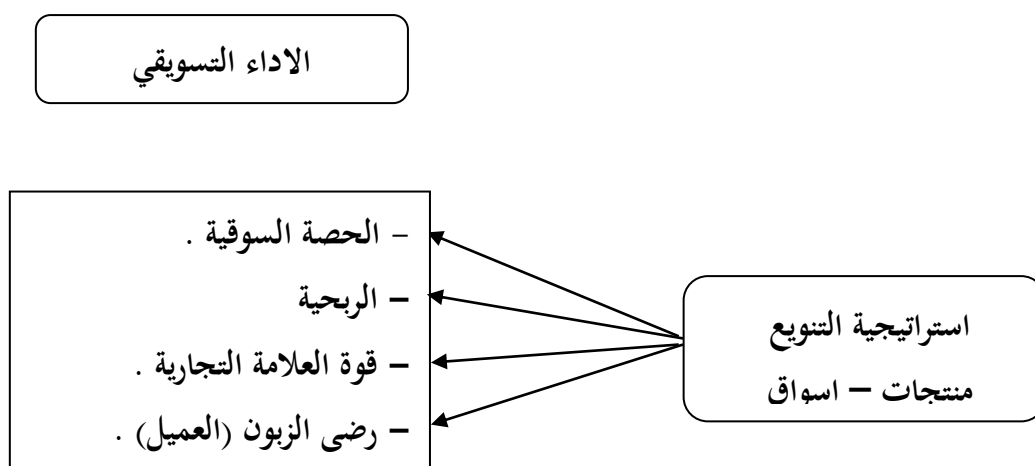 الاداء التسويقي
– الحصة السوقية .
– الربحية
– قوة العلامة التجارية .
– رضى الزبون (العميل) .
استراتيجية التنويع
منتجات – اسواق